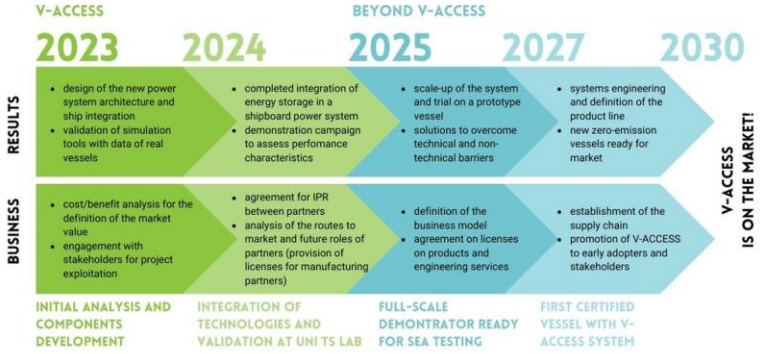 V-ACCESS
BEYOND V-ACCESS
2023
2024
2025
2027
2030
RESULTS
• design of the new power
system architecture and
ship integration
• validation of simulation
tools with data of real
vessels
• completed integration of
energy storage in a
shipboard power system
• demonstration campaign
to assess perfomance
characteristics
• scale-up of the system
and trial on a prototype
vessel
• solutions to overcome
technical and non-
technical barriers
• systems engineering
and definition of the
product line
• new zero-emission
vessels ready for
market
BUSINESS
• cost/benefit analysis for the
definition of the market
value
• engagement with
stakeholders for project
exploitation
• agreement for IPR
between partners
• analysis of the routes to
market and future roles of
partners (provision of
licenses for manufacturing
partners)
• definition of the
business model
• agreement on licenses
on products and
engineering services
• establishment of the
supply chain
• promotion of V-ACCESS
to early adopters and
stakeholders
V-ACCESS
IS ON THE MARKET!
INITIAL ANALYSIS AND
COMPONENTS
DEVELOPMENT
INTEGRATION OF
TECHNOLOGIES AND
VALIDATION AT UNI TS LAB
FULL-SCALE
DEMONTRATOR READY
FOR SEA TESTING
FIRST CERTIFIED
VESSEL WITH V-
ACCESS SYSTEM